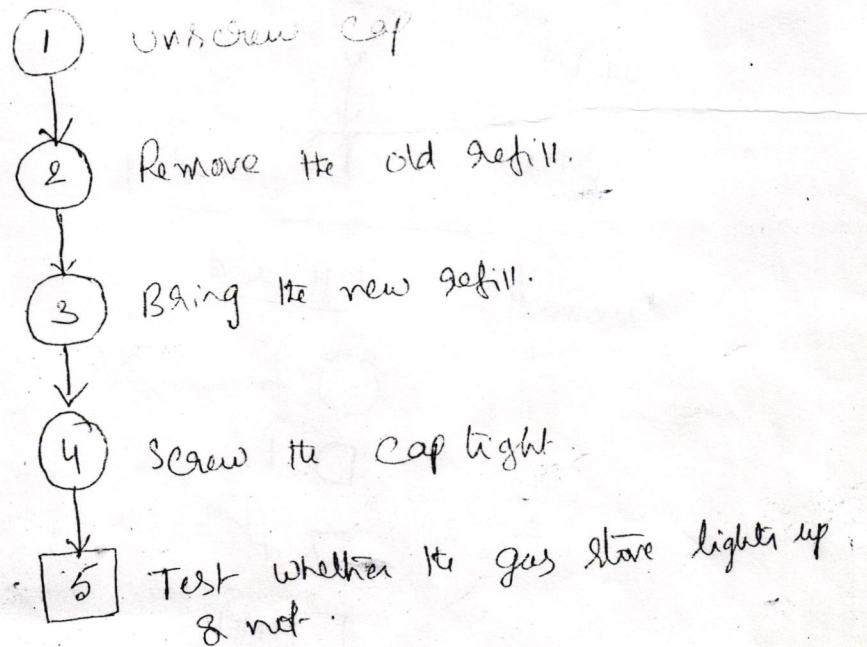 1 unscrew cap
2 Remove the old refill.
3 Bring the new refill.
4 Screw the cap tight.
5 Test whether the gas stove lights up
or not.